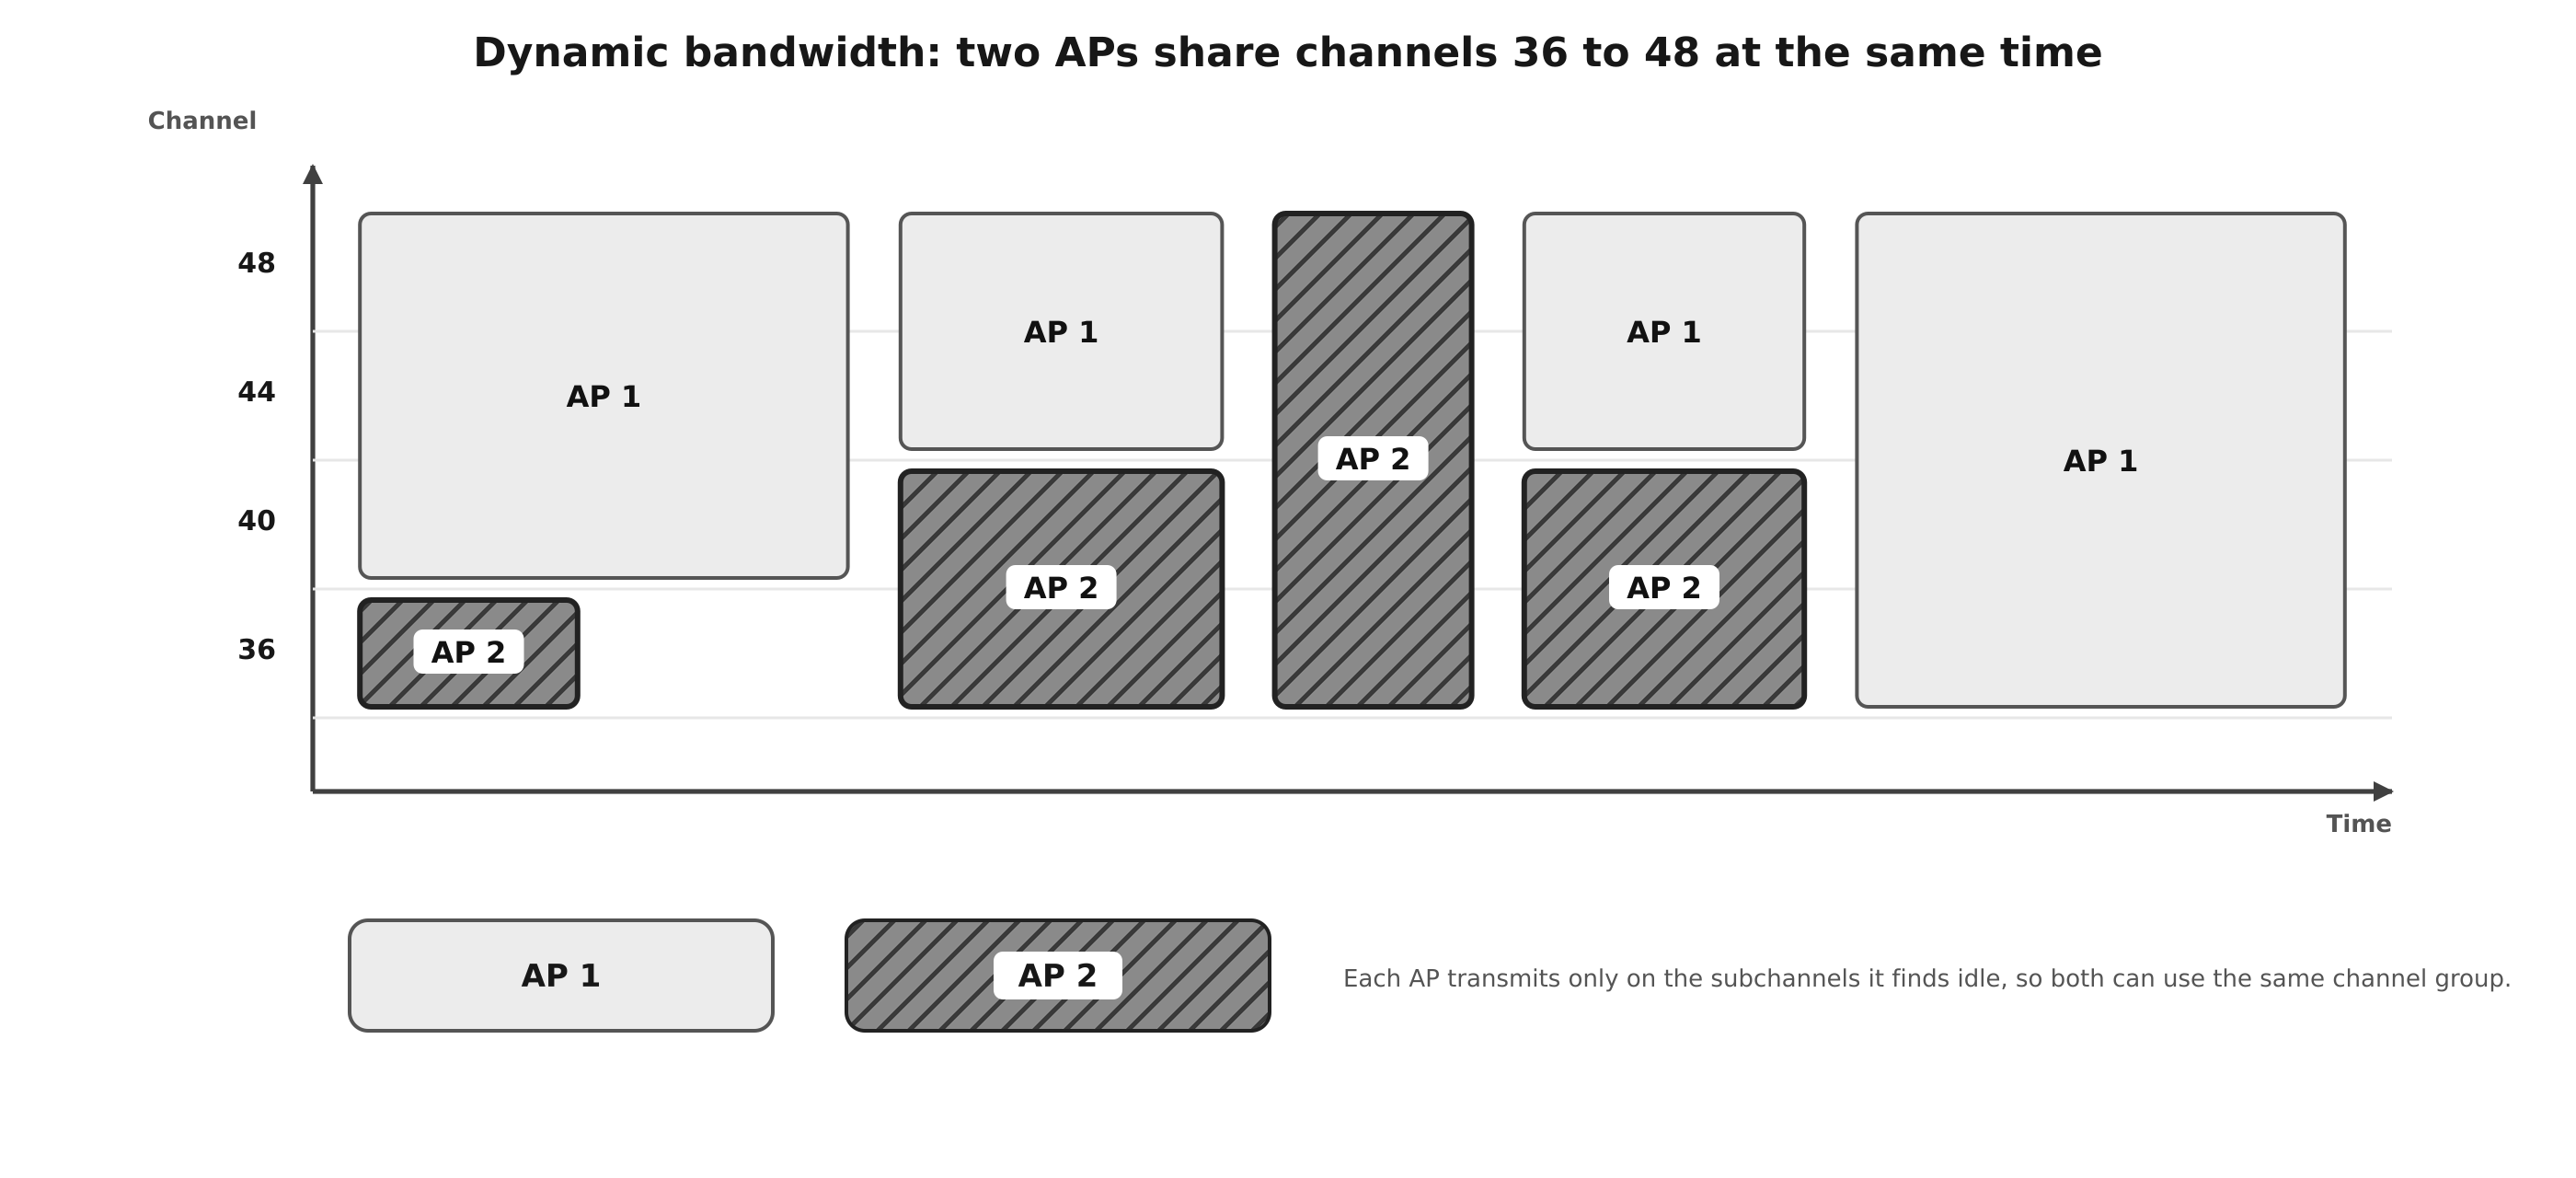 Dynamic bandwidth: two APs share channels 36 to 48 at the same time
Channel
48
44
40
36
AP 1
AP 2
AP 1
AP 2
AP 2
AP 1
AP 2
AP 1
Time
AP 1
AP 2
Each AP transmits only on the subchannels it finds idle, so both can use the same channel group.